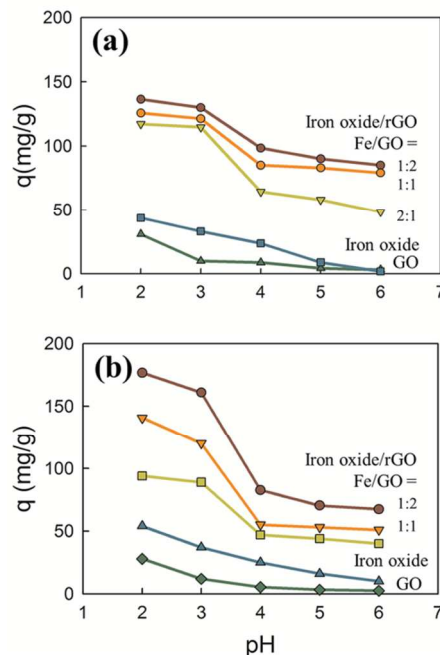 (a)
q(mg/g)
200
150
100
50
0
Iron oxide/rGO
Fe/GO =
1:2
1:1
2:1
Iron oxide
GO
1 2 3 4 5 6 7
(b)
q (mg/g)
200
150
100
50
0
Iron oxide/rGO
Fe/GO =
1:2
1:1
Iron oxide
GO
1 2 3 4 5 6 7
pH